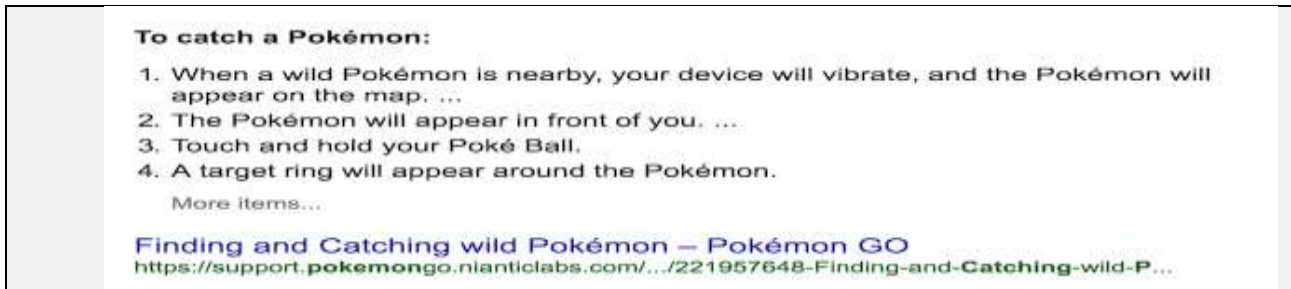 To catch a Pokémon:
1. When a wild Pokémon is nearby, your device will vibrate, and the Pokémon will
appear on the map. ...
2. The Pokémon will appear in front of you. ...
3. Touch and hold your Poké Ball.
4. A target ring will appear around the Pokémon.
More items...
Finding and Catching wild Pokémon – Pokémon GO
https://support.pokemongo.nianticlabs.com/.../221957648-Finding-and-Catching-wild-P...